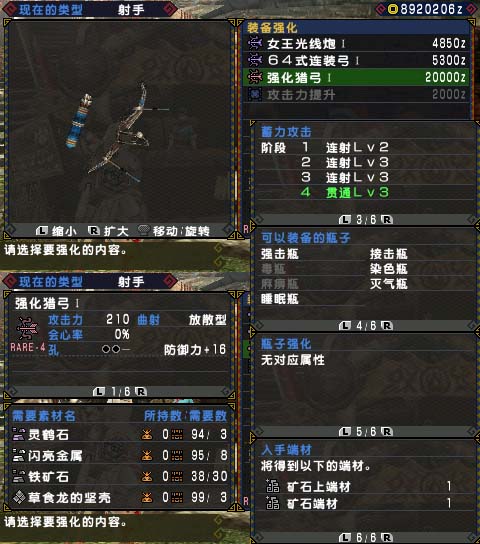 现在的类型 射手
8920206z
装备强化
女王光线炮 I 4850z
64式连装弓 I 5300z
强化猎弓 I 20000z
攻击力提升 2000z
L 缩小 R 扩大 移动/旋转
请选择要强化的内容。
蓄力攻击
阶段 1 连射Lv2
2 连射Lv3
3 连射Lv3
4 贯通Lv3
L 3/6 R
可以装备的瓶子
强击瓶 接击瓶
毒瓶 染色瓶
麻痹瓶 灭气瓶
睡眠瓶
L 4/6 R
瓶子强化
无对应属性
L 5/6 R
入手端材
将得到以下的端材。
矿石上端材 1
矿石端材 1
L 6/6 R
现在的类型 射手
强化猎弓 I
攻击力 210 曲射 放散型
会心率 0%
RARE-4 孔 ●●— 防御力+16
L 1/6 R
需要素材名 所持数/需要数
灵鹤石 0 94/ 3
闪亮金属 0 95/ 8
铁矿石 0 38/30
草食龙的坚壳 0 99/ 3
请选择要强化的内容。